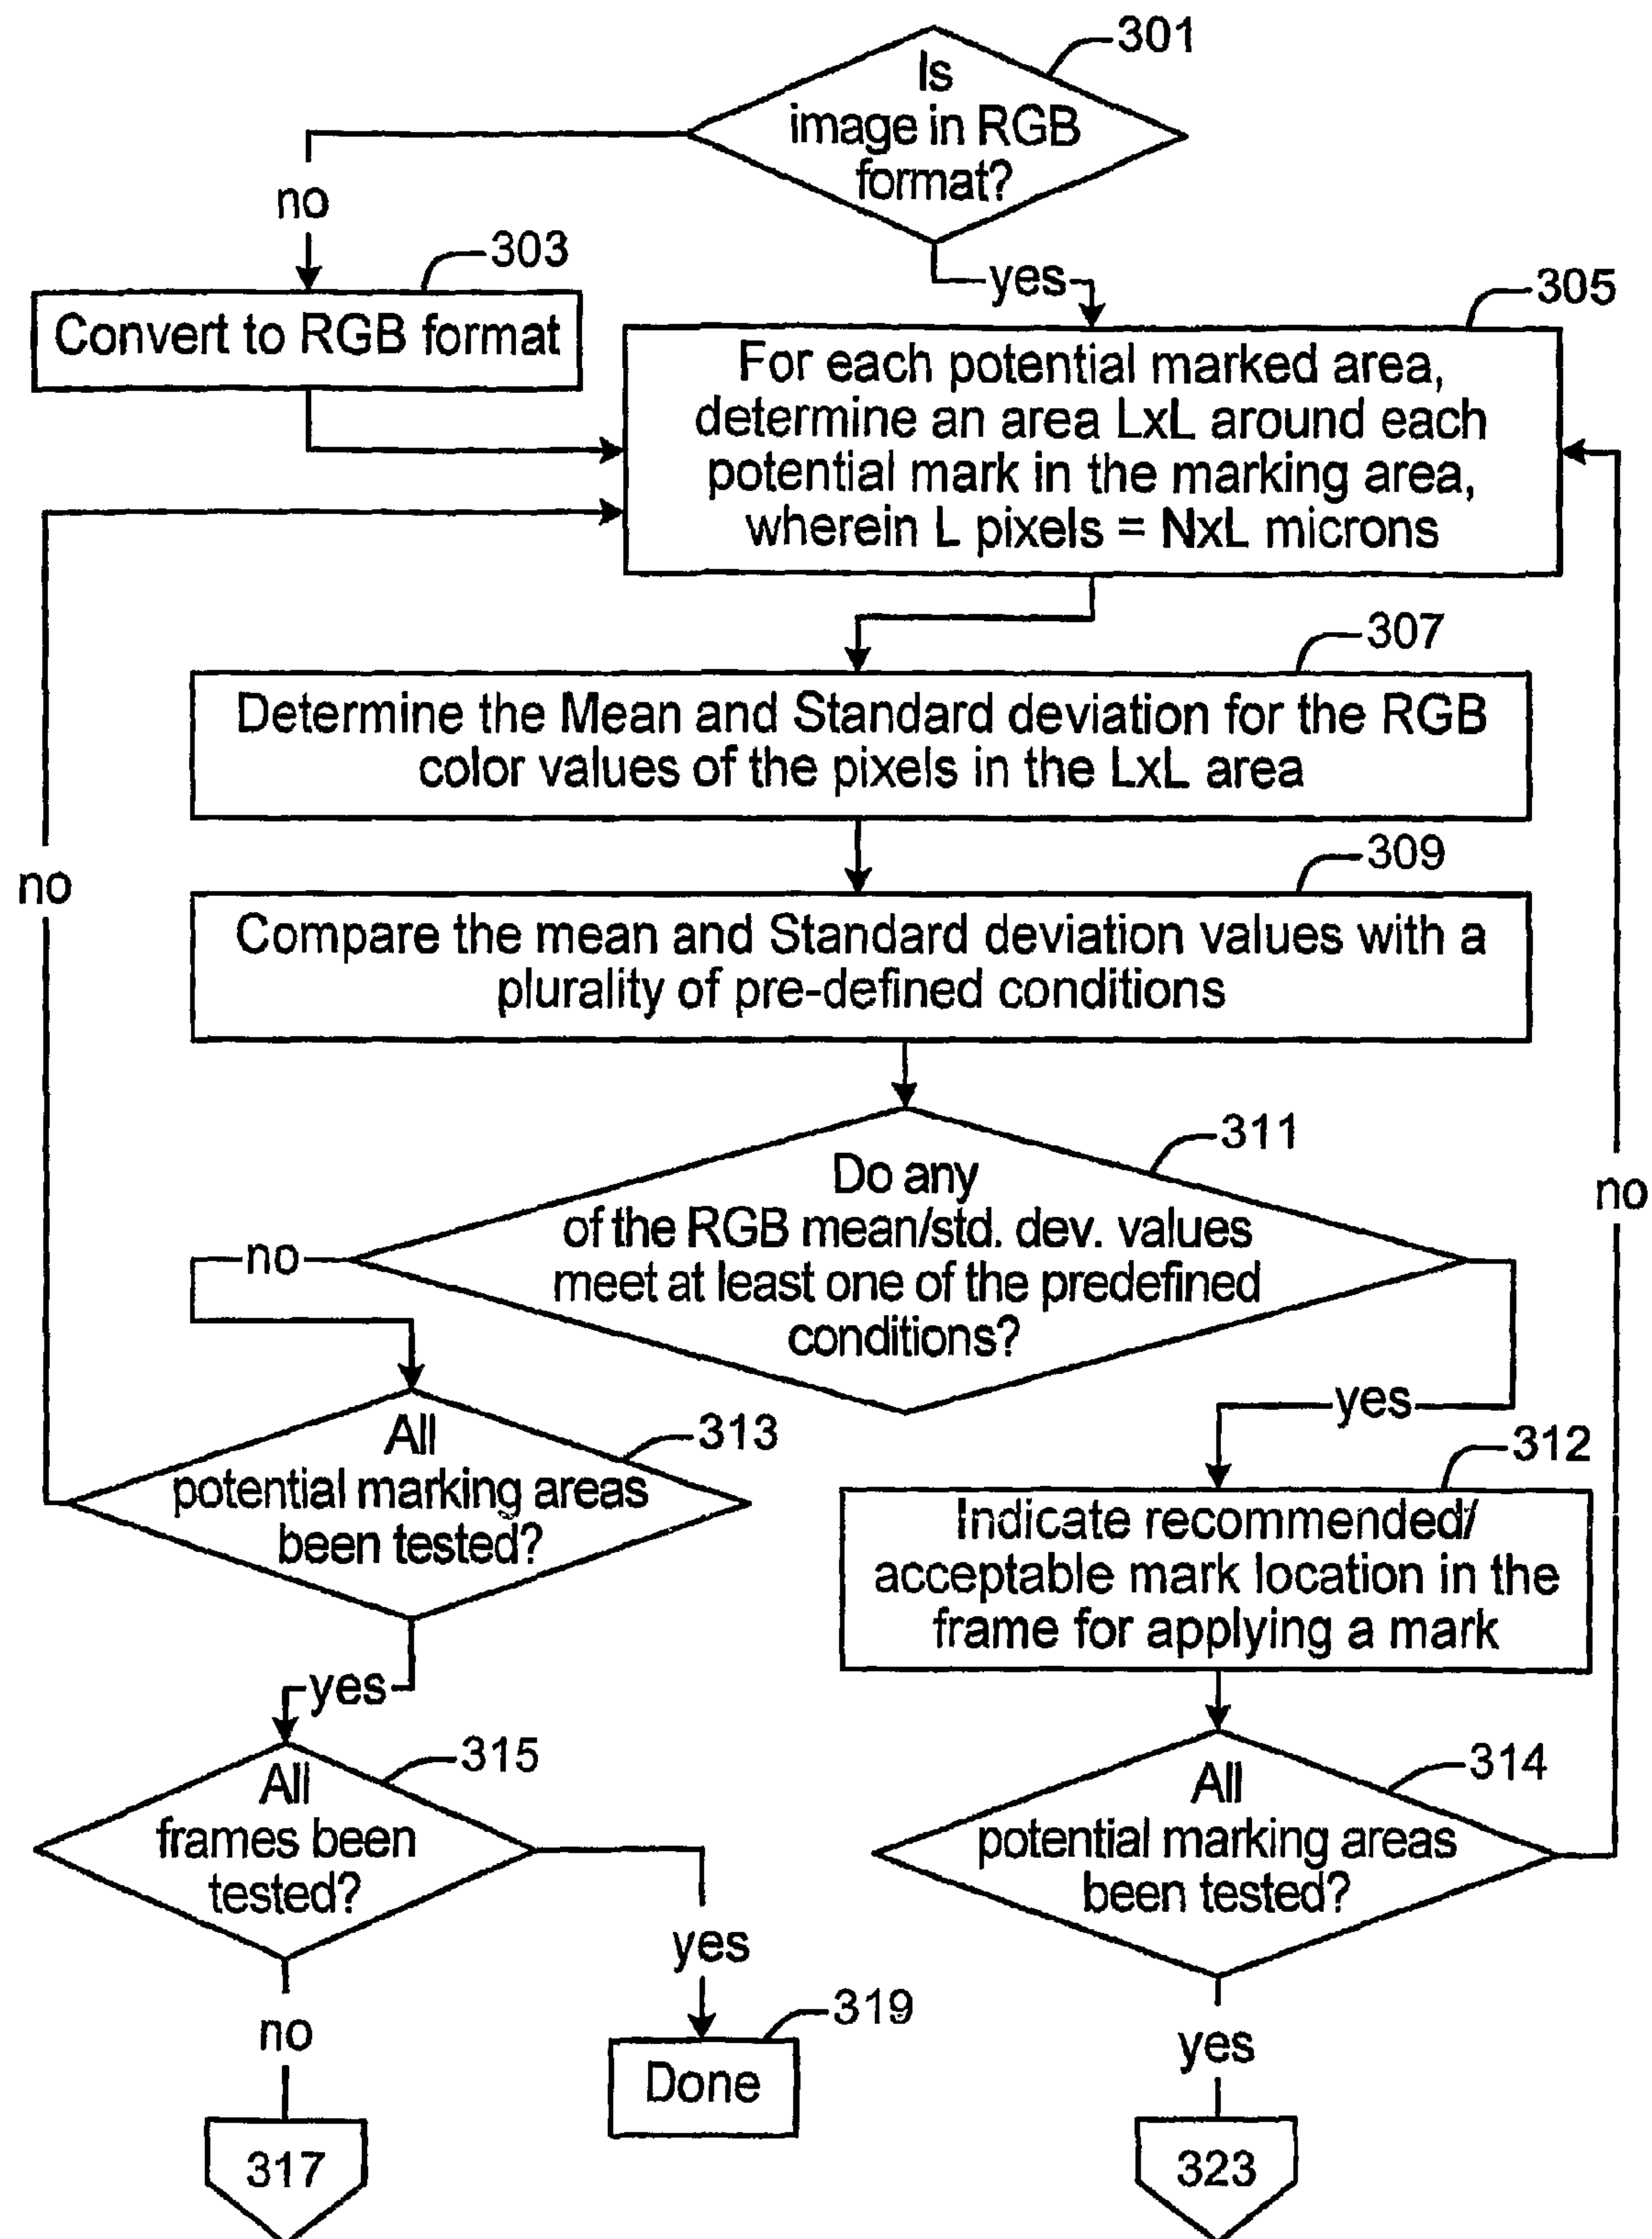 301
Is
image in RGB
format?
no
yes
303
Convert to RGB format
305
For each potential marked area,
determine an area LxL around each
potential mark in the marking area,
wherein L pixels = NxL microns
307
Determine the Mean and Standard deviation for the RGB
color values of the pixels in the LxL area
309
Compare the mean and Standard deviation values with a
plurality of pre-defined conditions
no
311
Do any
of the RGB mean/std. dev. values
meet at least one of the predefined
conditions?
no
no
yes
313
All
potential marking areas
been tested?
312
Indicate recommended/
acceptable mark location in the
frame for applying a mark
yes
315
All
frames been
tested?
314
All
potential marking areas
been tested?
yes
no
319
Done
yes
317
323